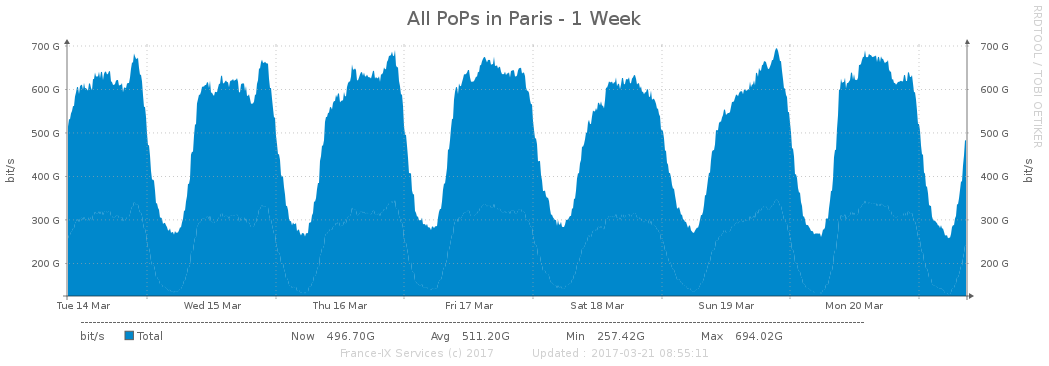 All PoPs in Paris - 1 Week
RRDTOOL / TOBI OETIKER
bit/s
700 G
600 G
500 G
400 G
300 G
200 G
700 G
600 G
500 G
400 G
300 G
200 G
bit/s
Tue 14 Mar Wed 15 Mar Thu 16 Mar Fri 17 Mar Sat 18 Mar Sun 19 Mar Mon 20 Mar
bit/s Total Now 496.70G Avg 511.20G Min 257.42G Max 694.02G
France-IX Services (c) 2017 Updated : 2017-03-21 08:55:11